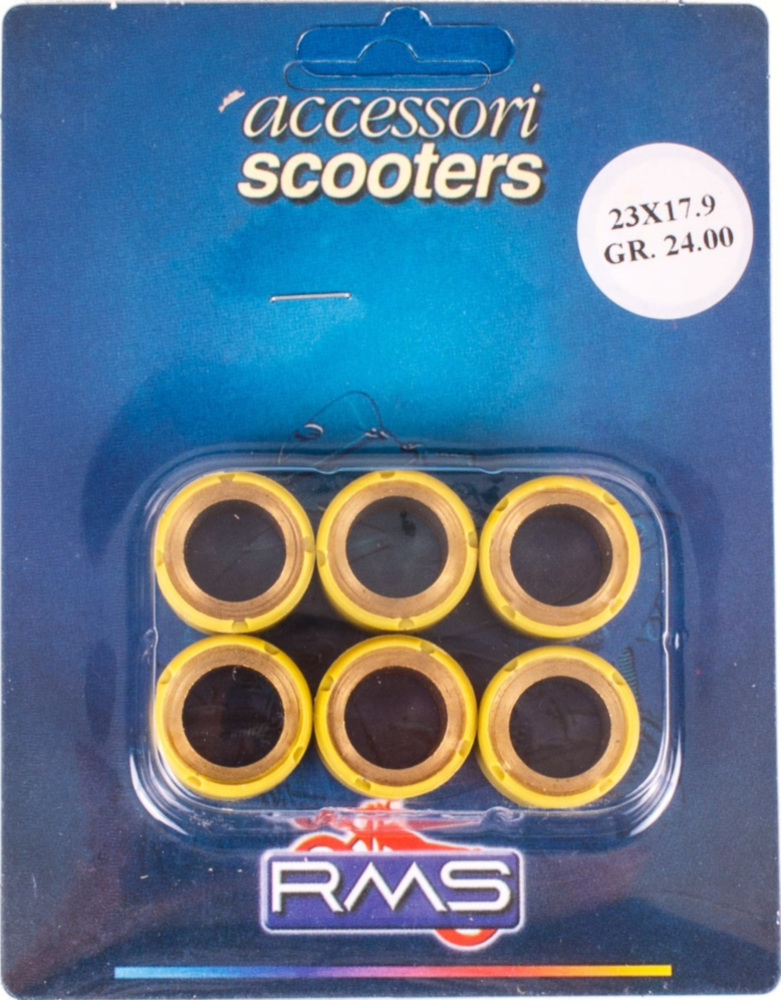 accessori
scooters
23X17.9
GR. 24.00
RMS